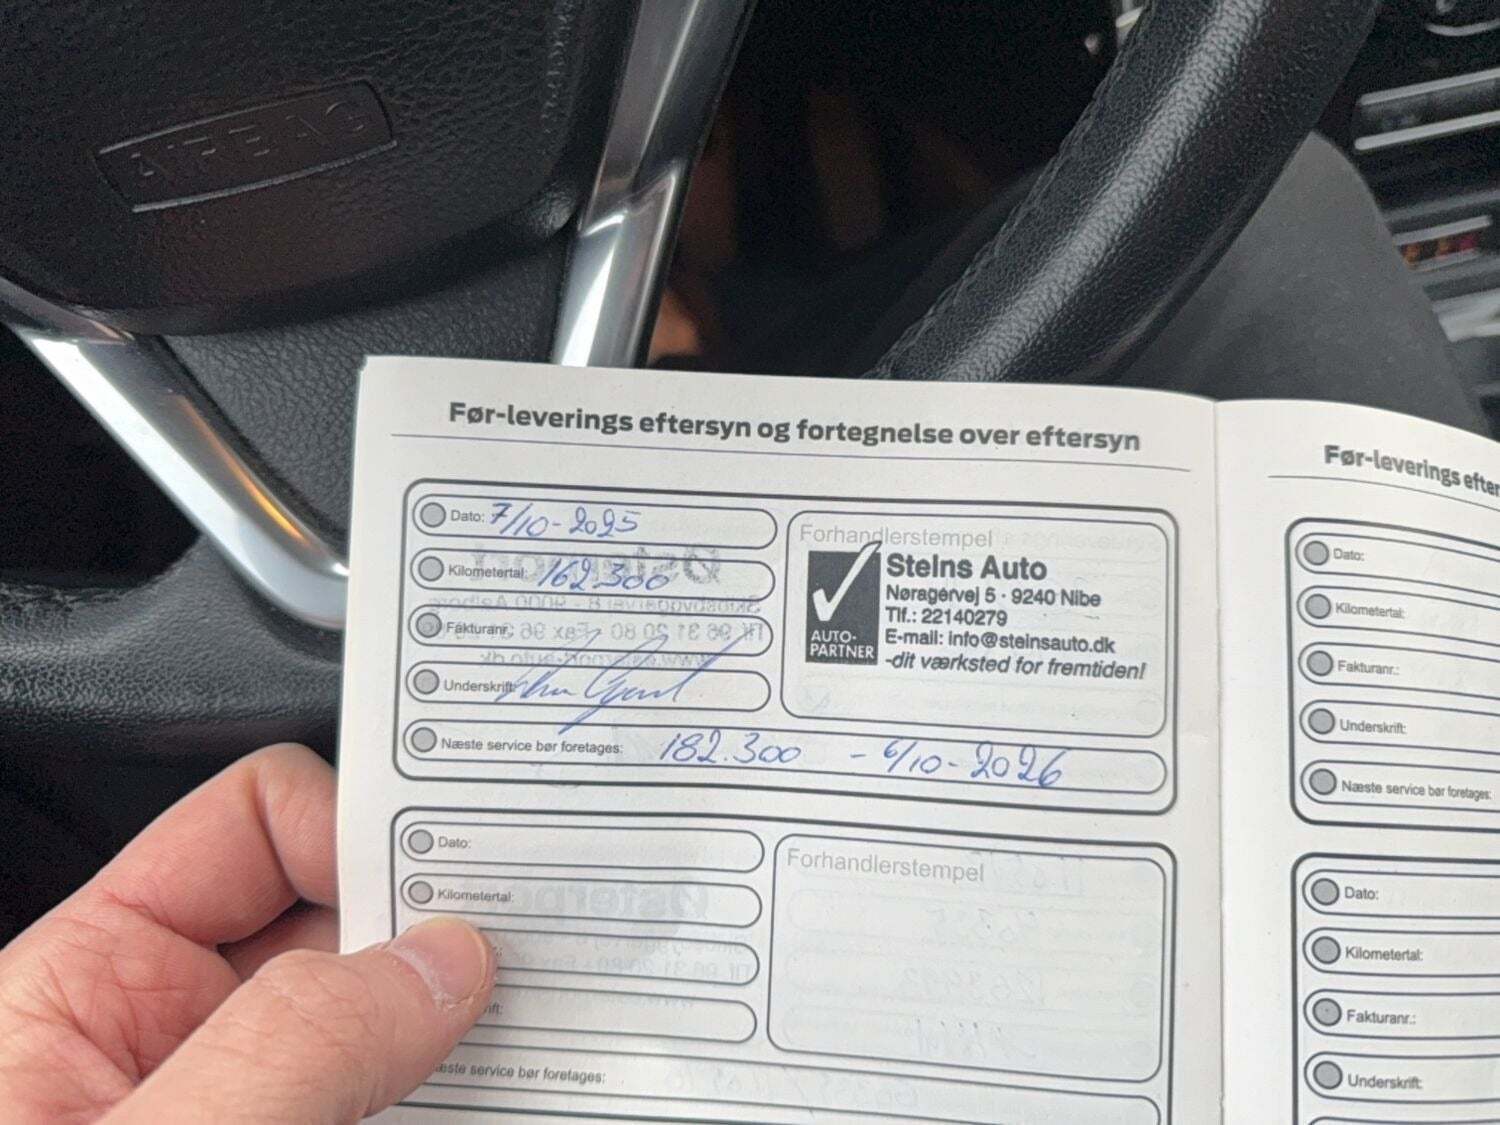 AIRBAG
Før-leverings eftersyn og fortegnelse over eftersyn
Dato: 7/10-2025
Kilometertal: 162.300
Fakturanr.:
Underskrift:
Næste service bør foretages: 182.300 - 6/10-2026
Forhandlerstempel
AUTO-
PARTNER
Steins Auto
Nøragervej 5 · 9240 Nibe
Tlf.: 22140279
E-mail: info@steinsauto.dk
-dit værksted for fremtiden!
Dato:
Kilometertal:
ift:
æste service bør foretages:
Forhandlerstempel
Før-leverings efter
Dato:
Kilometertal:
Fakturanr.:
Underskrift:
Næste service bør foretages:
Dato:
Kilometertal:
Fakturanr.:
Underskrift: